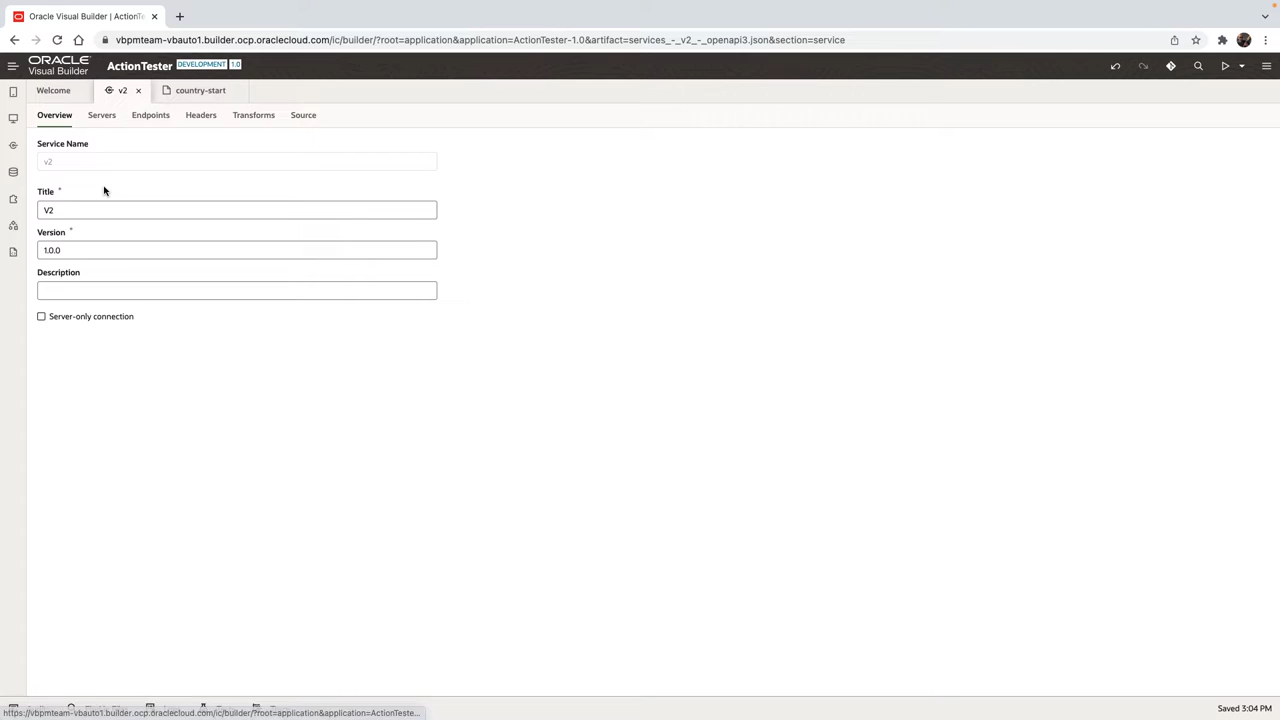 Oracle Visual Builder | ActionTe
vbpmteam-vbauto1.builder.ocp.oraclecloud.com/ic/builder/?root=application&application=ActionTester-1.0&artifact=services_-_v2_-_openapi3.json&section=service
ORACLE
Visual Builder
ActionTester
DEVELOPMENT
1.0
Welcome
v2
country-start
Overview
Servers
Endpoints
Headers
Transforms
Source
Service Name
v2
Title *
V2
Version *
1.0.0
Description
Server-only connection
https://vbpmteam-vbauto1.builder.ocp.oraclecloud.com/ic/builder/?root=application&application=ActionTeste...
Saved 3:04 PM